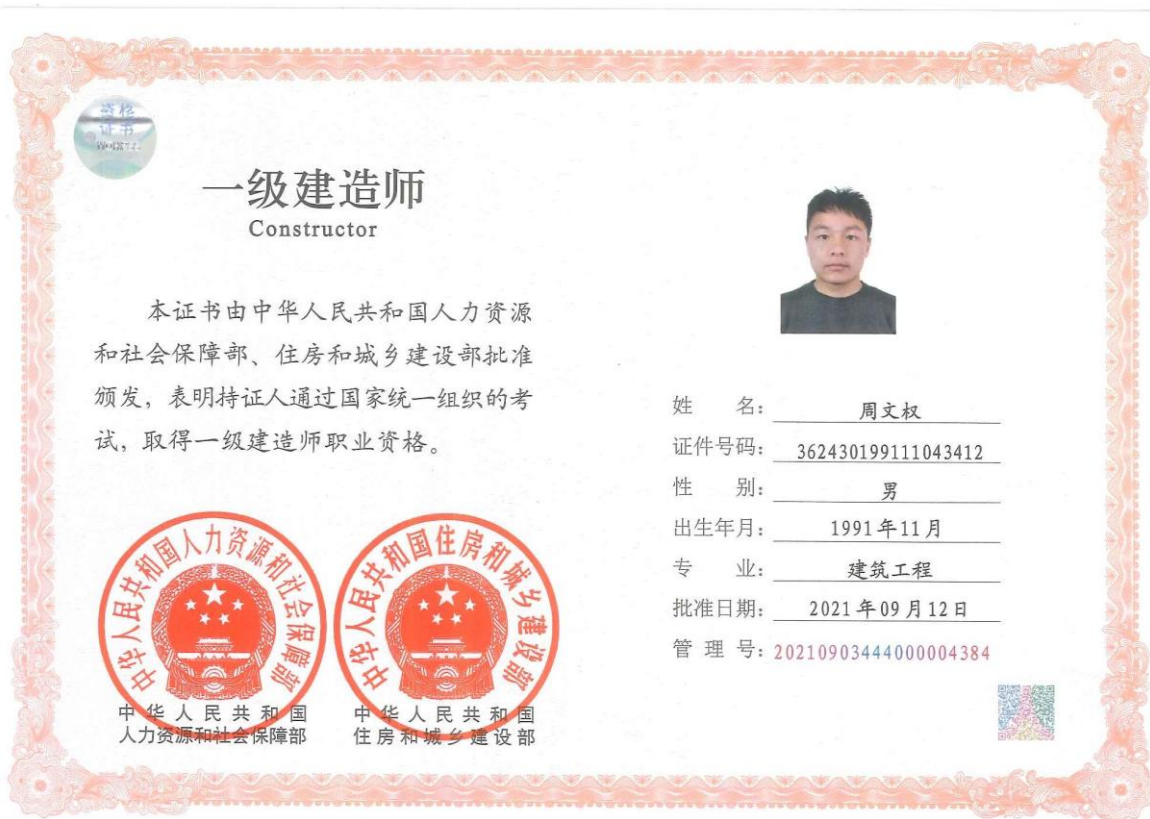 资格
证书
一级建造师
Constructor
本证书由中华人民共和国人力资源
和社会保障部、住房和城乡建设部批准
颁发，表明持证人通过国家统一组织的考
试，取得一级建造师职业资格。
中华人民共和国人力资源和社会保障部
中华人民共和国住房和城乡建设部
中华人民共和国
人力资源和社会保障部
中华人民共和国
住房和城乡建设部
姓 名：周文权
证件号码：362430199111043412
性 别：男
出生年月：1991年11月
专 业：建筑工程
批准日期：2021年09月12日
管 理 号：20210903444000004384